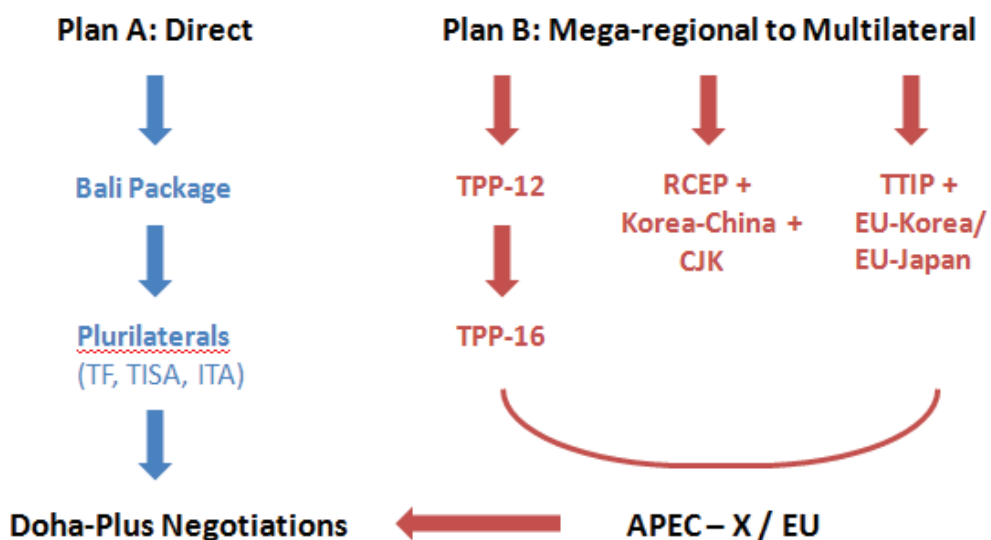 Plan A: Direct
Bali Package
Plurilaterals
(TF, TISA, ITA)
Doha-Plus Negotiations
Plan B: Mega-regional to Multilateral
TPP-12
TPP-16
RCEP +
Korea-China +
CJK
TTIP +
EU-Korea/
EU-Japan
APEC – X / EU